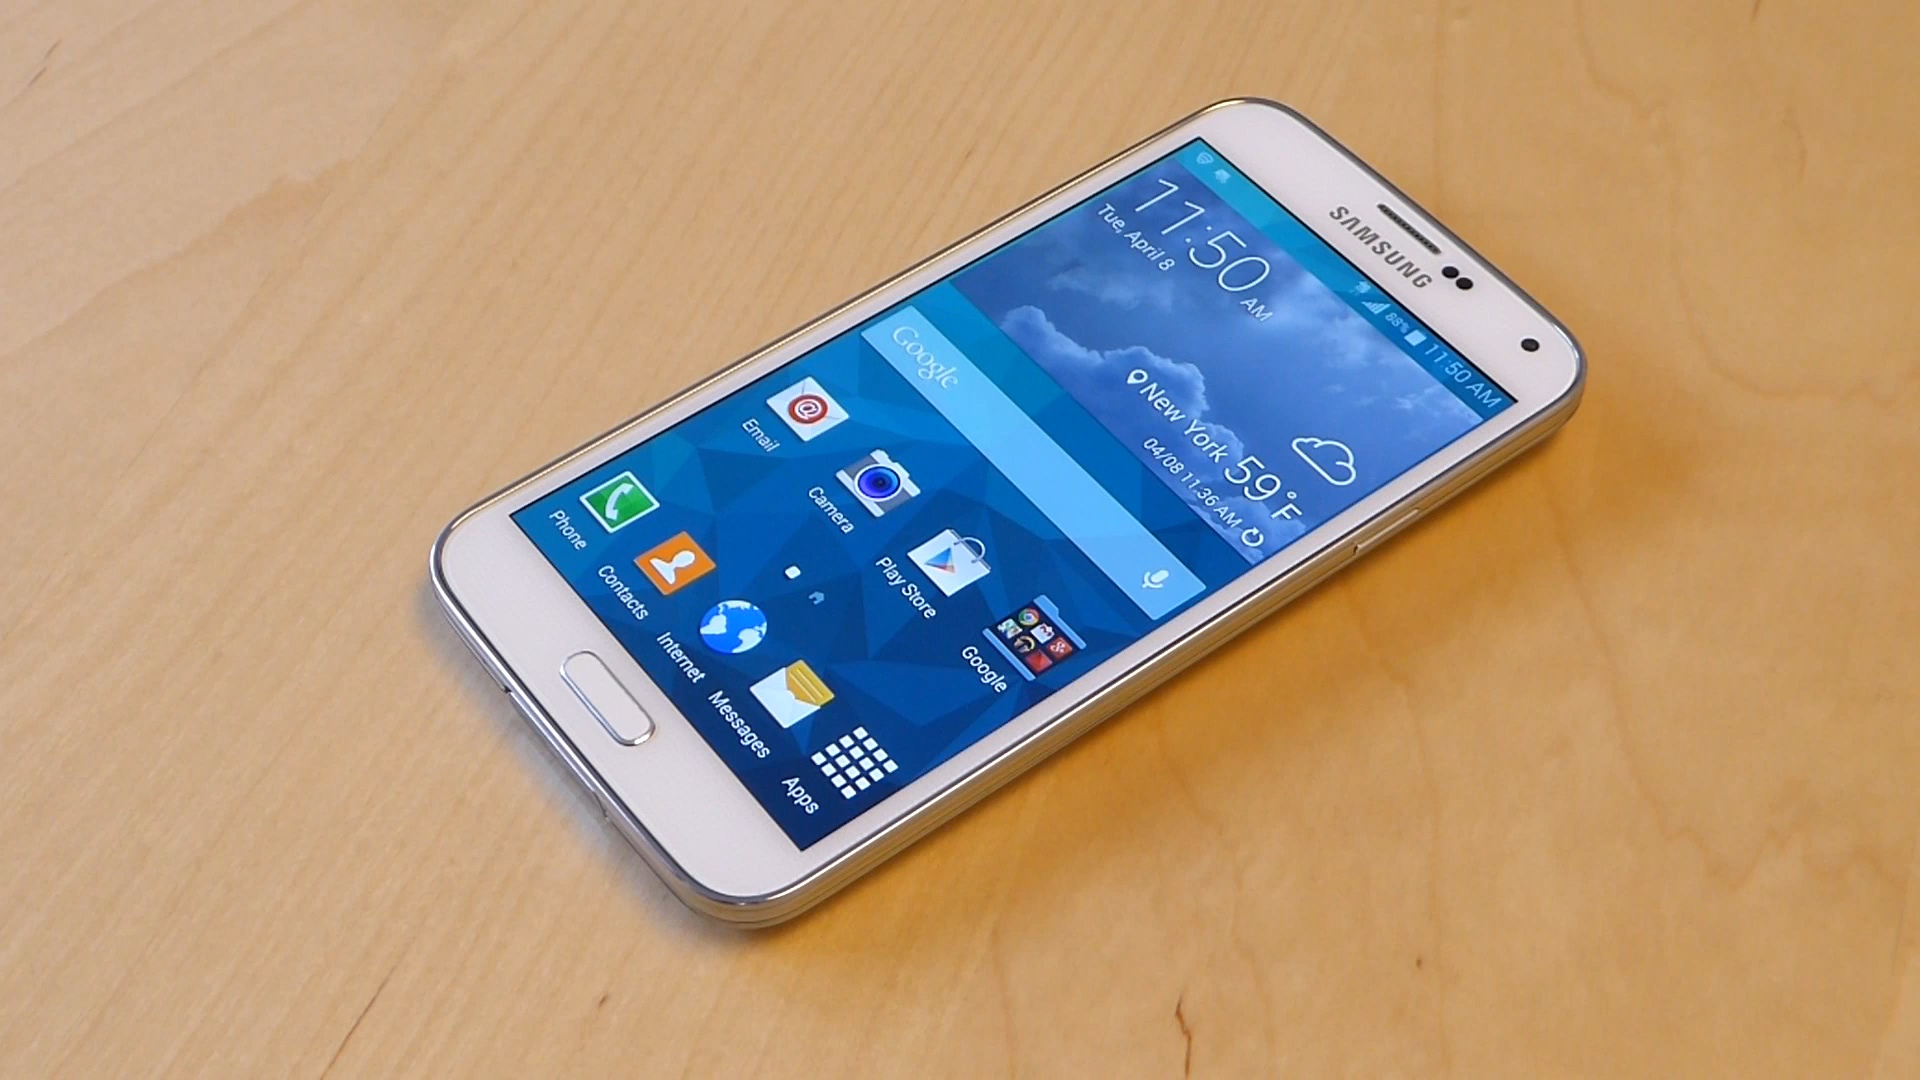 SAMSUNG
88% 11:50 AM
11:50 AM
Tue, April 8
New York 59°F
04/08 11:36 AM
Google
Email
Camera
Play Store
Google
Phone
Contacts
Internet
Messages
Apps